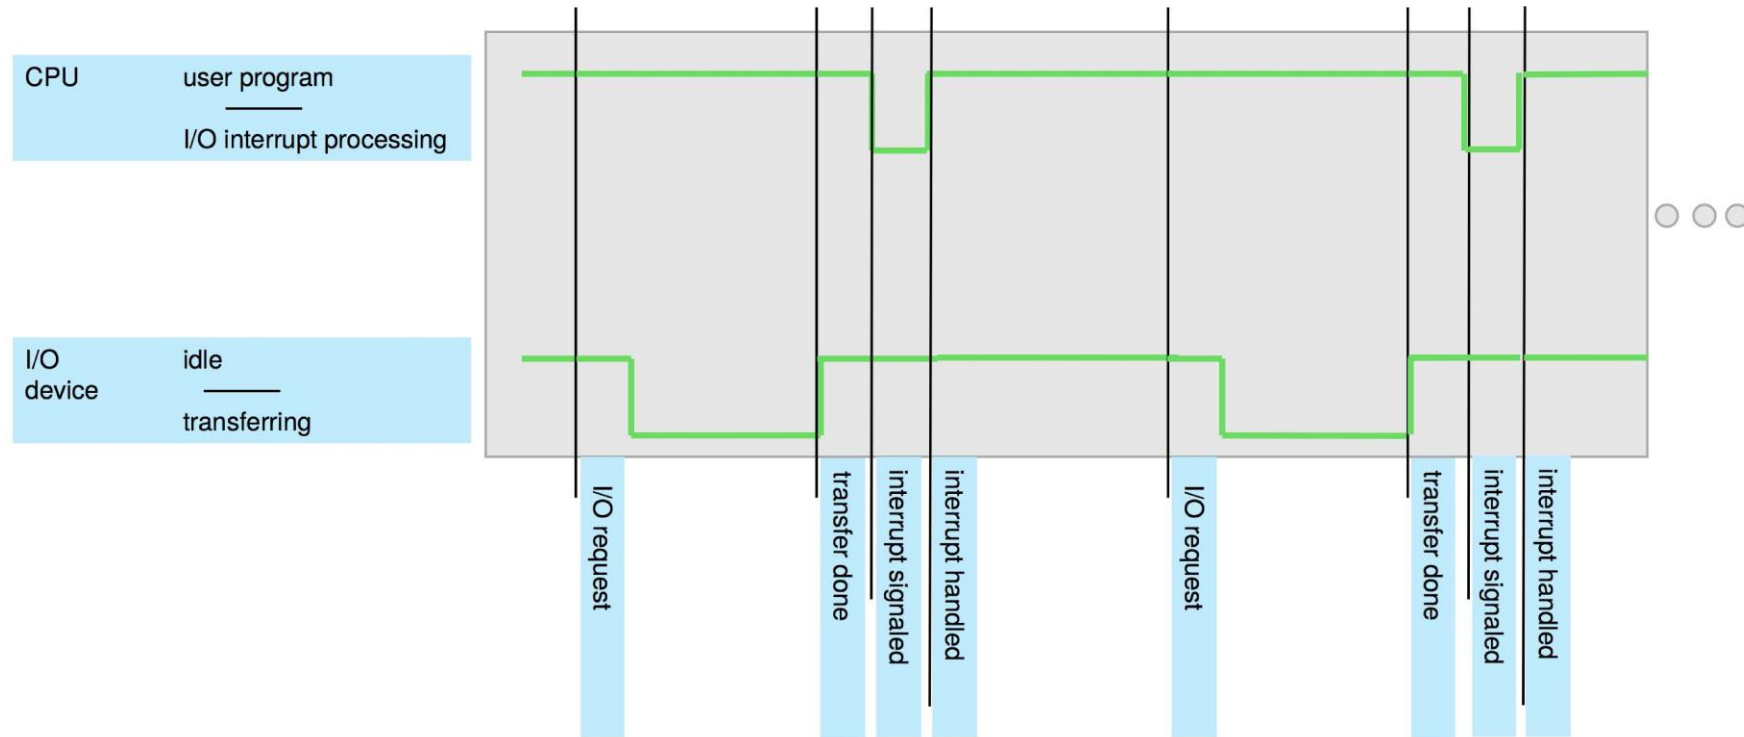 CPU user program
I/O interrupt processing
I/O idle
device
transferring
I/O request
transfer done
interrupt signaled
interrupt handled
I/O request
transfer done
interrupt signaled
interrupt handled